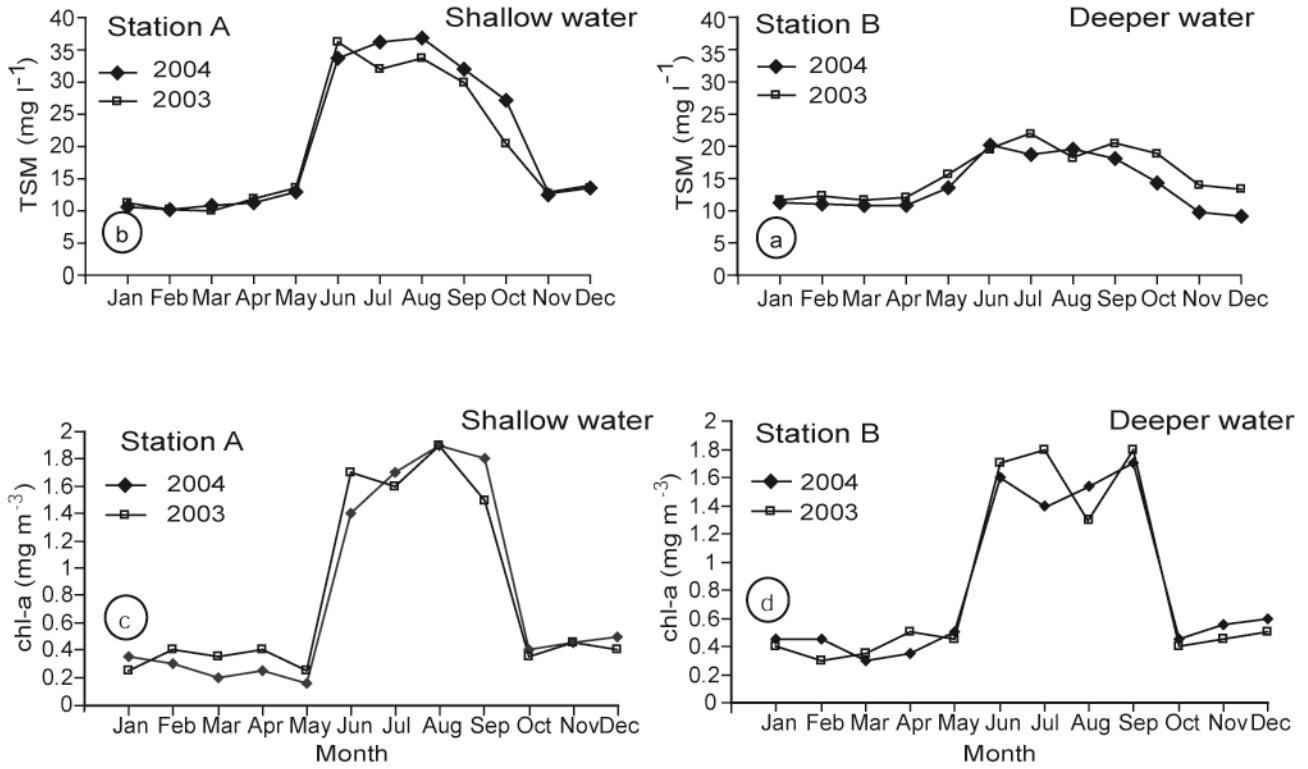 Shallow water
Station A
2004
2003
TSM (mg l-1)
40
35
30
25
20
15
10
5
0
b
Jan Feb Mar Apr May Jun Jul Aug Sep Oct Nov Dec
Deeper water
Station B
2004
2003
TSM (mg l-1)
40
35
30
25
20
15
10
5
0
a
Jan Feb Mar Apr May Jun Jul Aug Sep Oct Nov Dec
Shallow water
Station A
2004
2003
chl-a (mg m-3)
2
1.8
1.6
1.4
1.2
1
0.8
0.6
0.4
0.2
0
c
Jan Feb Mar Apr May Jun Jul Aug Sep Oct Nov Dec
Month
Deeper water
Station B
2004
2003
chl-a (mg m-3)
2
1.8
1.6
1.4
1.2
1
0.8
0.6
0.4
0.2
0
d
Jan Feb Mar Apr May Jun Jul Aug Sep Oct Nov Dec
Month